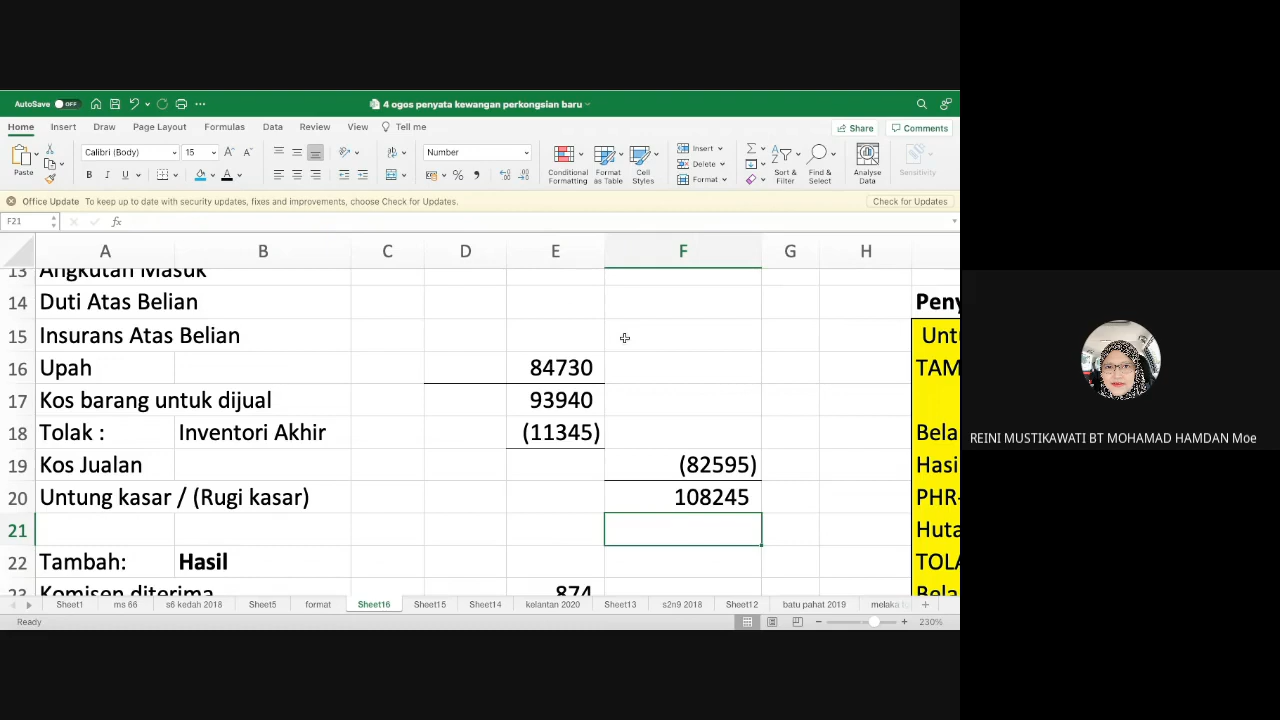 AutoSave OFF 4 ogos penyata kewangan perkongsian baru
Home Insert Draw Page Layout Formulas Data Review View Tell me Share Comments
Paste Calibri (Body) 15 A A Number Conditional Formatting Format as Table Cell Styles Insert Delete Format Sort & Filter Find & Select Analyse Data Sensitivity
B I U A %
Office Update To keep up to date with security updates, fixes and improvements, choose Check for Updates. Check for Updates
F21 fx
A B C D E F G H
13 Angkutan Masuk
14 Duti Atas Belian Peny
15 Insurans Atas Belian Untu
16 Upah 84730 TAM
17 Kos barang untuk dijual 93940
18 Tolak : Inventori Akhir (11345) Bela
19 Kos Jualan (82595) Hasi
20 Untung kasar / (Rugi kasar) 108245 PHR-
21 Huta
22 Tambah: Hasil TOLA
23 Komisen diterima 874 Bela
Sheet1 ms 66 s6 kedah 2018 Sheet5 format Sheet16 Sheet15 Sheet14 kelantan 2020 Sheet13 s2n9 2018 Sheet12 batu pahat 2019 melaka
Ready 230%
REINI MUSTIKAWATI BT MOHAMAD HAMDAN Moe